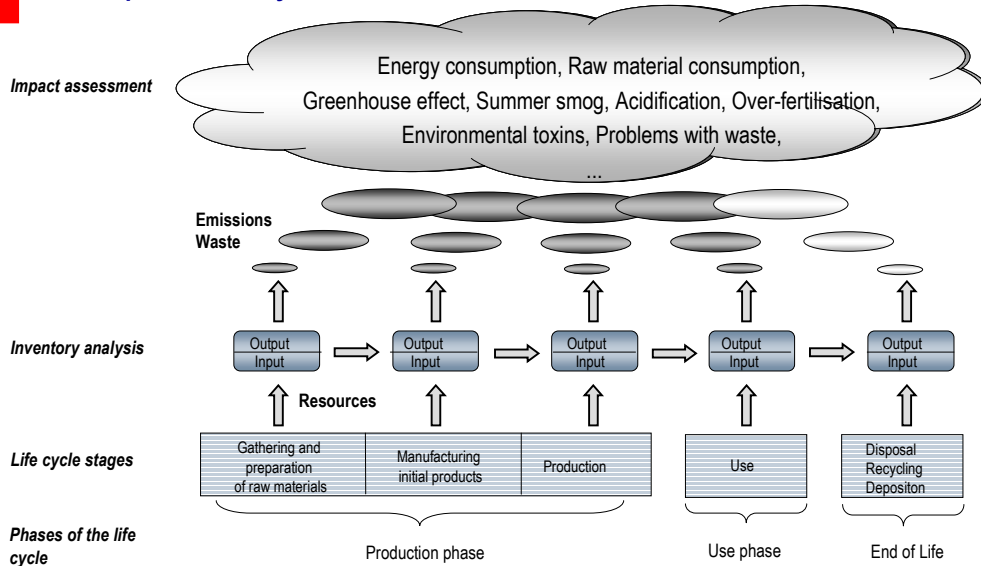 Impact assessment
Energy consumption, Raw material consumption,
Greenhouse effect, Summer smog, Acidification, Over-fertilisation,
Environmental toxins, Problems with waste,
...
Emissions
Waste
Inventory analysis
Output
Input
Output
Input
Output
Input
Output
Input
Output
Input
Resources
Life cycle stages
Gathering and
preparation
of raw materials
Manufacturing
initial products
Production
Use
Disposal
Recycling
Depositon
Phases of the life
cycle
Production phase
Use phase
End of Life